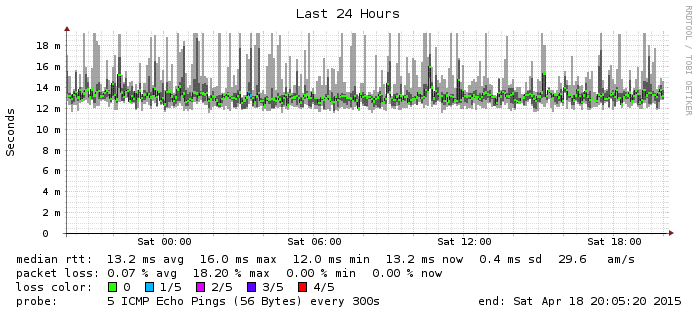 Last 24 Hours
RRDTOOL / TOBI OETIKER
Seconds
18 m
16 m
14 m
12 m
10 m
8 m
6 m
4 m
2 m
0
Sat 00:00 Sat 06:00 Sat 12:00 Sat 18:00
median rtt: 13.2 ms avg 16.0 ms max 12.0 ms min 13.2 ms now 0.4 ms sd 29.6 am/s
packet loss: 0.07 % avg 18.20 % max 0.00 % min 0.00 % now
loss color: 0 1/5 2/5 3/5 4/5
probe: 5 ICMP Echo Pings (56 Bytes) every 300s end: Sat Apr 18 20:05:20 2015